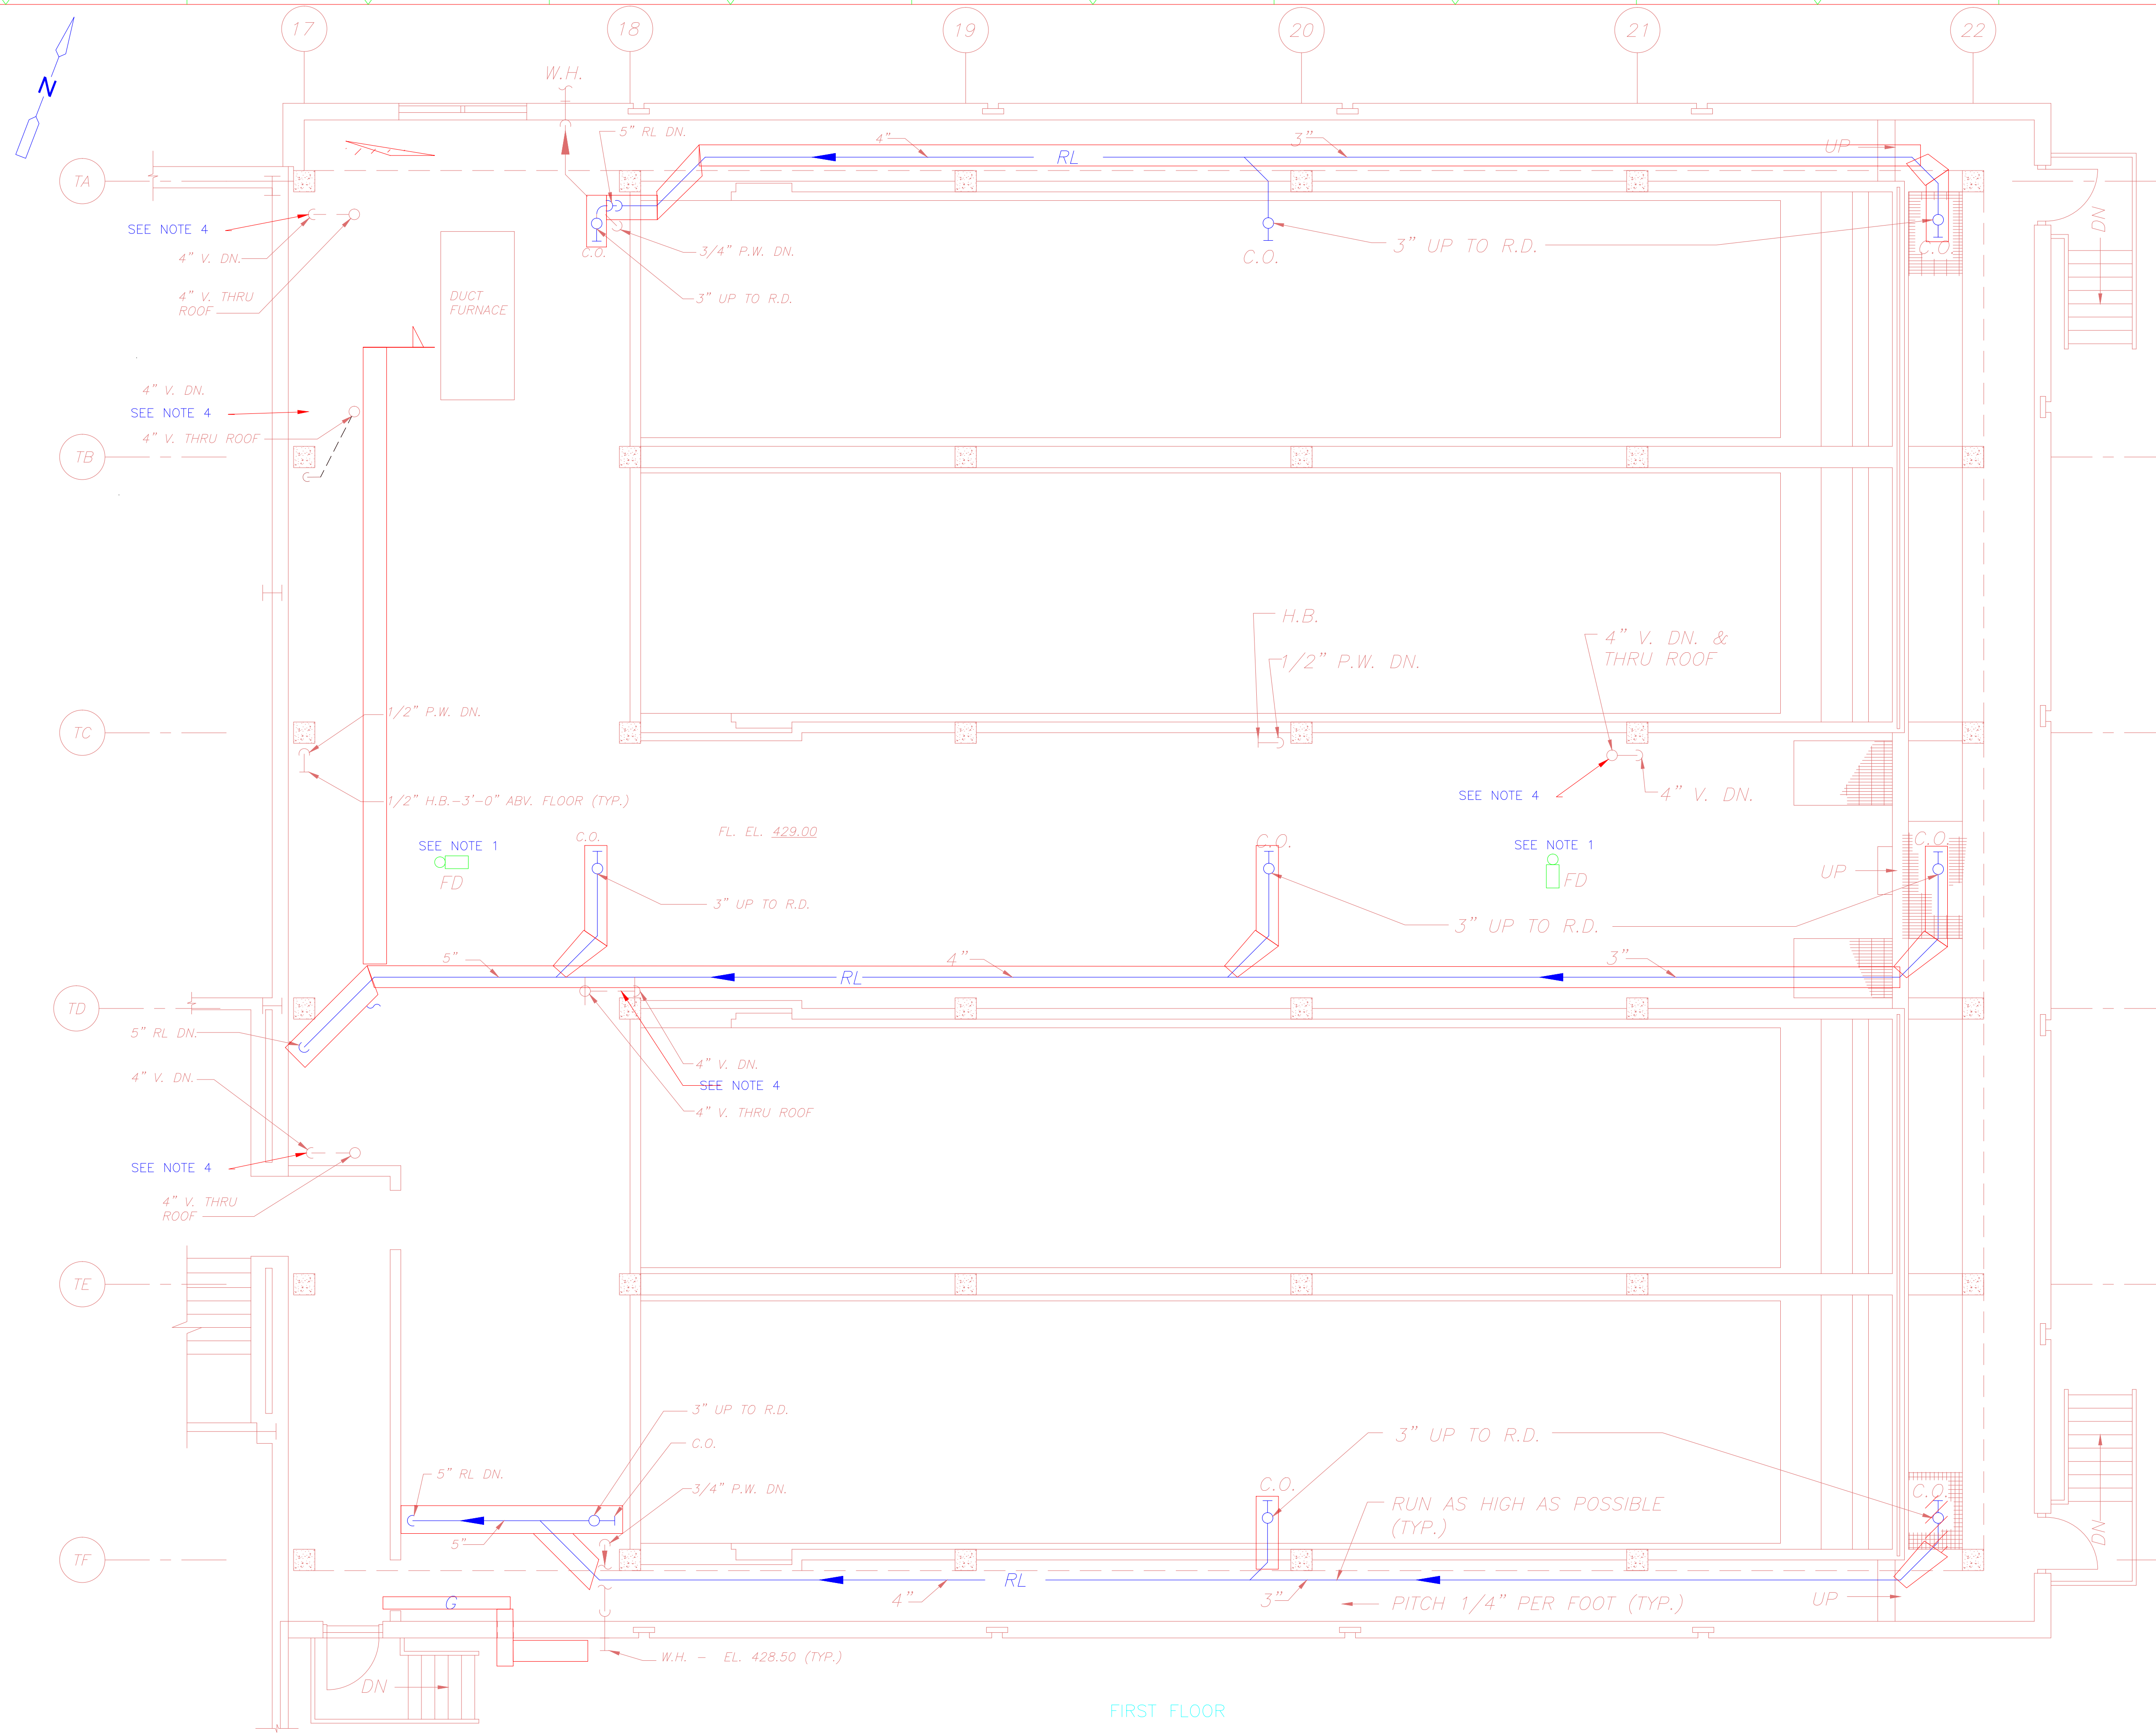 17
18
19
20
21
22
N
W.H.
5” RL DN.
4”
RL
3”
UP
TA
SEE NOTE 4
4” V. DN.
4” V. THRU
ROOF
C.O.
3/4” P.W. DN.
3” UP TO R.D.
C.O.
3” UP TO R.D.
C.O.
DN
DUCT
FURNACE
4” V. DN.
SEE NOTE 4
4” V. THRU ROOF
TB
H.B.
1/2” P.W. DN.
4” V. DN. &
THRU ROOF
1/2” P.W. DN.
TC
1/2” H.B.-3'-0” ABV. FLOOR (TYP.)
SEE NOTE 4
4” V. DN.
FL. EL. 429.00
SEE NOTE 1
FD
C.O.
3” UP TO R.D.
C.O.
SEE NOTE 1
FD
C.O.
UP
3” UP TO R.D.
5”
RL
4”
3”
TD
5” RL DN.
4” V. DN.
4” V. DN.
SEE NOTE 4
4” V. THRU ROOF
SEE NOTE 4
4” V. THRU
ROOF
TE
3” UP TO R.D.
C.O.
5” RL DN.
3/4” P.W. DN.
5”
3” UP TO R.D.
C.O.
C.O.
RUN AS HIGH AS POSSIBLE
(TYP.)
DN
TF
RL
4”
3”
PITCH 1/4” PER FOOT (TYP.)
UP
G
W.H. - EL. 428.50 (TYP.)
DN
FIRST FLOOR